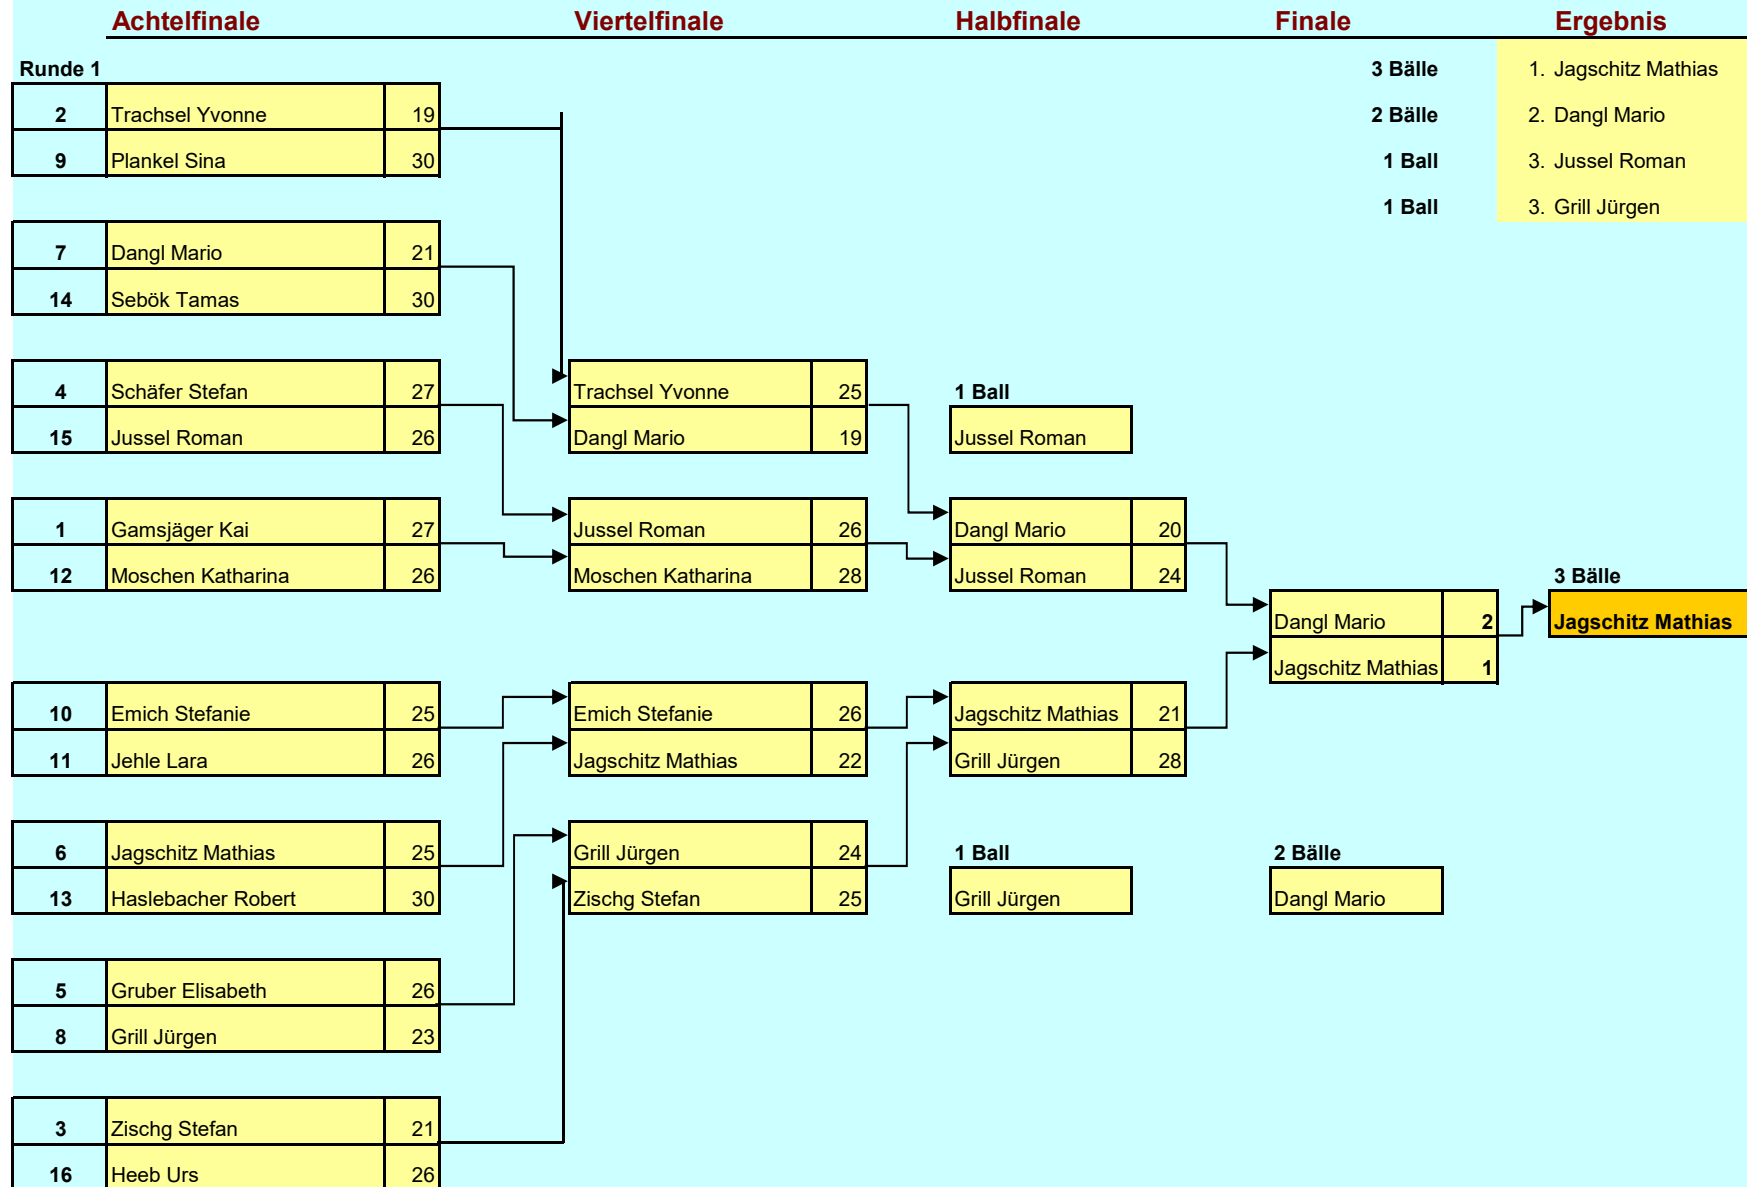 Achtelfinale Viertelfinale Halbfinale Finale Ergebnis
Runde 1 3 Bälle 1. Jagschitz Mathias
2 Trachsel Yvonne 19 2 Bälle 2. Dangl Mario
9 Plankel Sina 30 1 Ball 3. Jussel Roman
1 Ball 3. Grill Jürgen
7 Dangl Mario 21
14 Sebök Tamas 30
4 Schäfer Stefan 27 Trachsel Yvonne 25 1 Ball
15 Jussel Roman 26 Dangl Mario 19 Jussel Roman
1 Gamsjäger Kai 27 Jussel Roman 26 Dangl Mario 20
12 Moschen Katharina 26 Moschen Katharina 28 Jussel Roman 24 3 Bälle
Dangl Mario 2 Jagschitz Mathias
Jagschitz Mathias 1
10 Emich Stefanie 25 Emich Stefanie 26 Jagschitz Mathias 21
11 Jehle Lara 26 Jagschitz Mathias 22 Grill Jürgen 28
6 Jagschitz Mathias 25 Grill Jürgen 24 1 Ball 2 Bälle
13 Haslebacher Robert 30 Zischg Stefan 25 Grill Jürgen Dangl Mario
5 Gruber Elisabeth 26
8 Grill Jürgen 23
3 Zischg Stefan 21
16 Heeb Urs 26